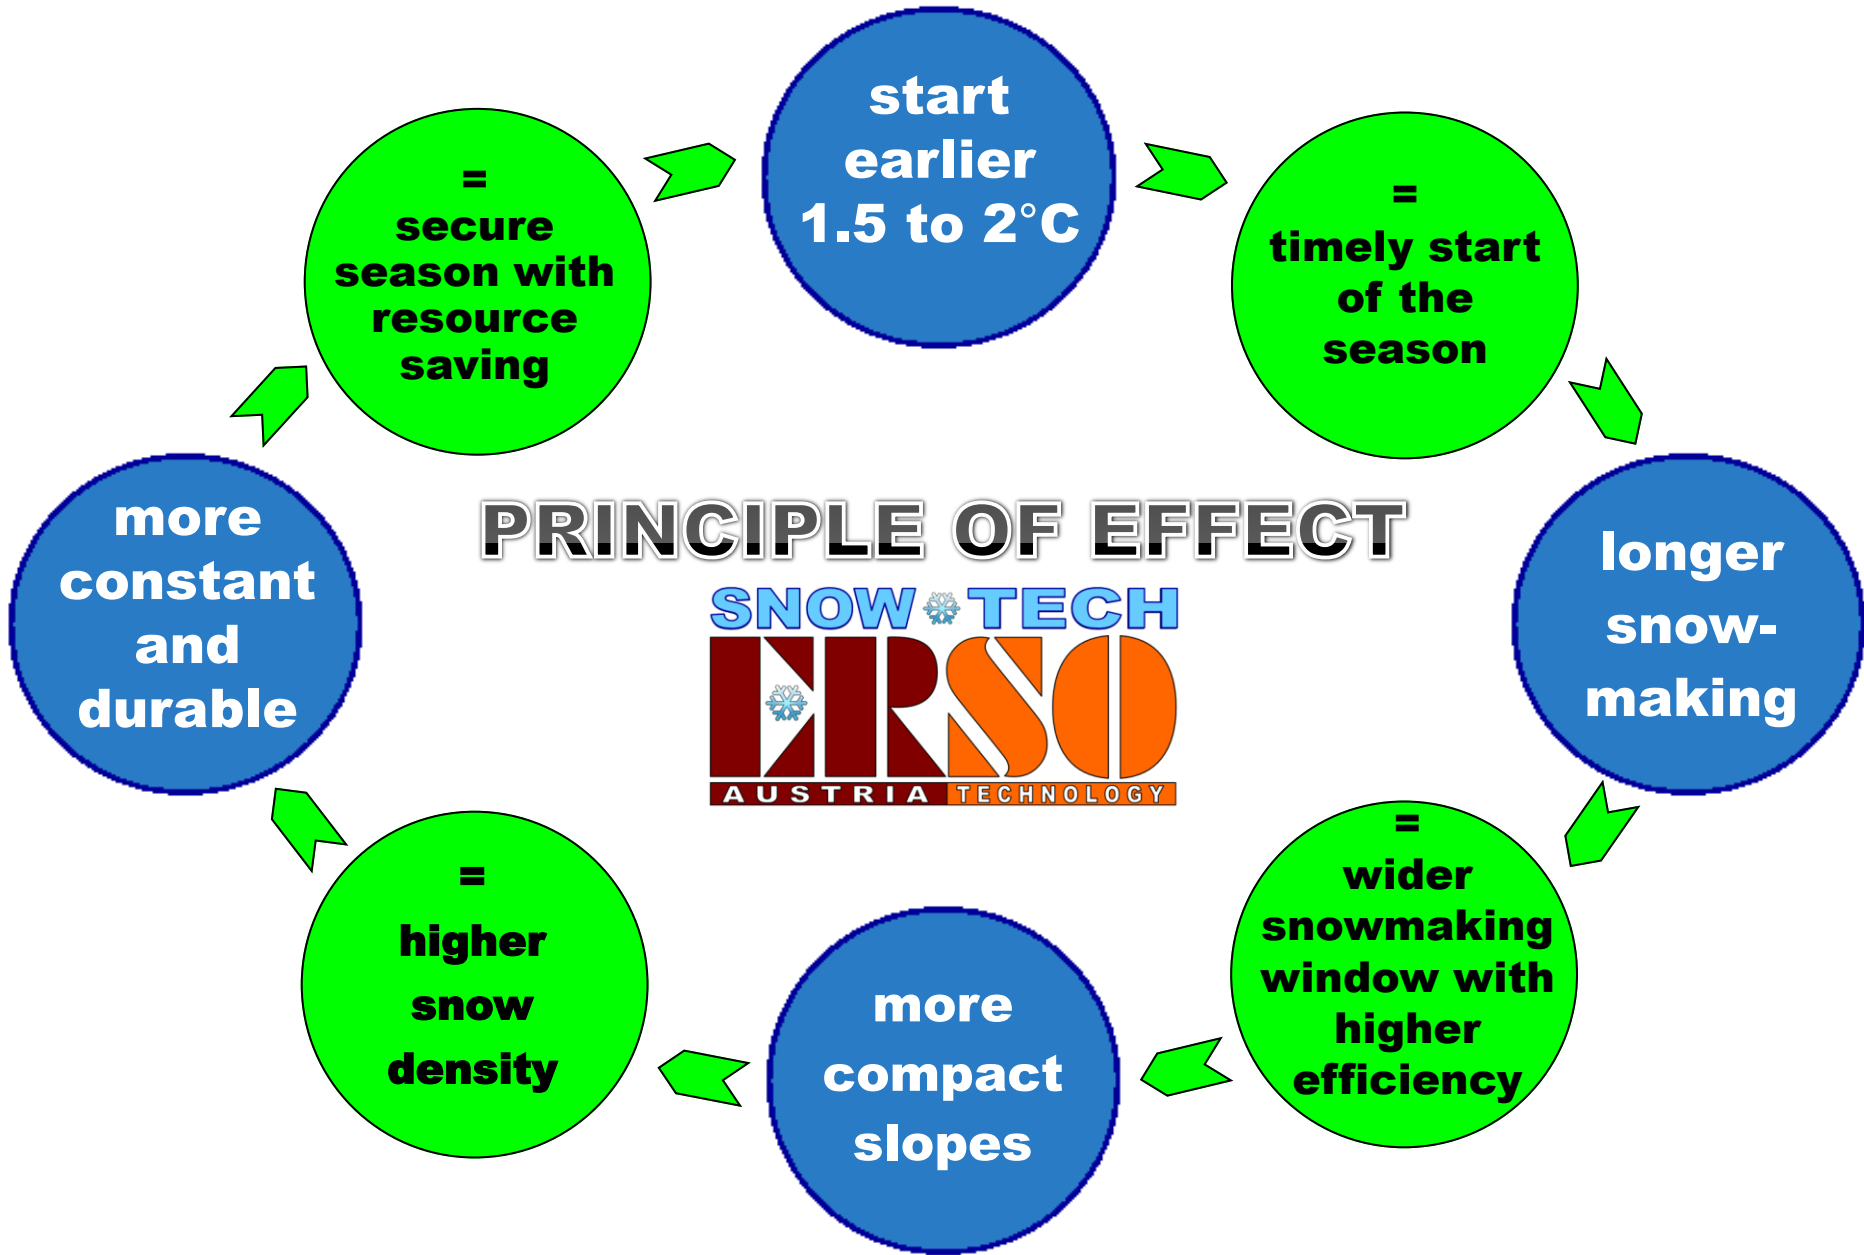 start
earlier
1.5 to 2°C
=
timely start
of the
season
longer
snow-
making
=
wider
snowmaking
window with
higher
efficiency
more
compact
slopes
=
higher
snow
density
more
constant
and
durable
=
secure
season with
resource
saving
PRINCIPLE OF EFFECT
SNOW TECH
ERSO
AUSTRIA TECHNOLOGY